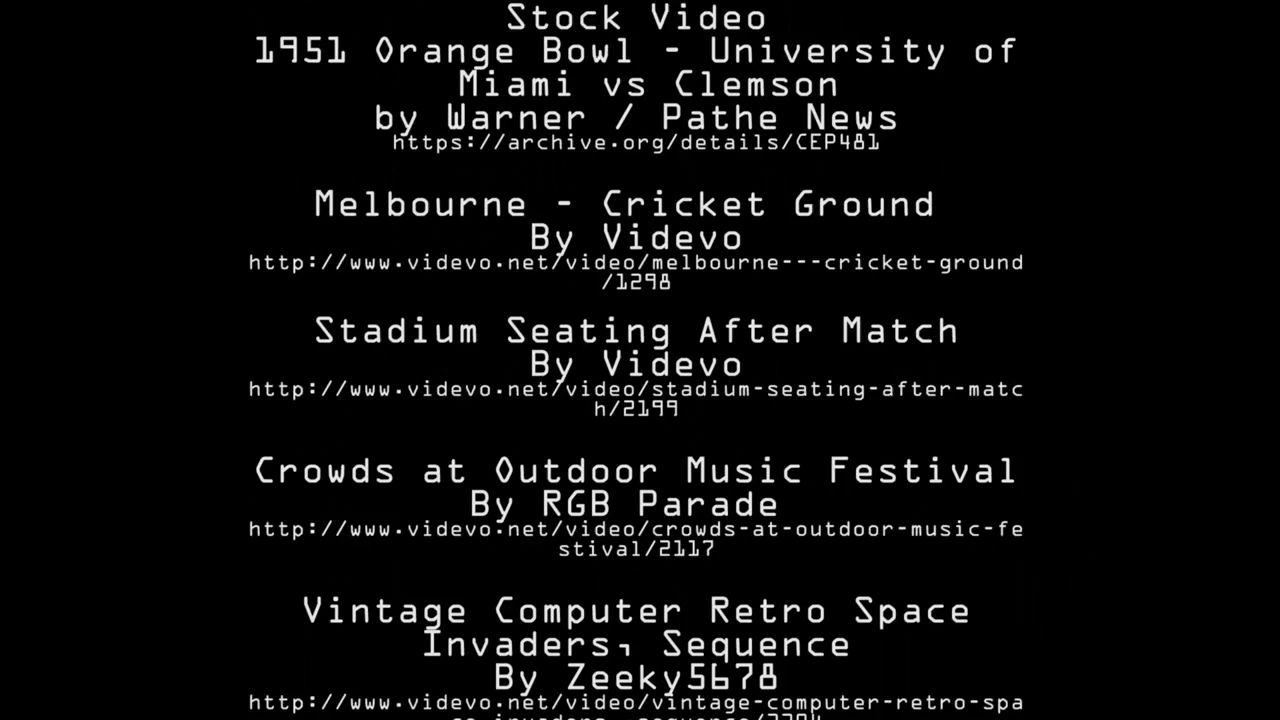 Stock Video
1951 Orange Bowl - University of
Miami vs Clemson
by Warner / Pathe News
https://archive.org/details/CEP481
Melbourne - Cricket Ground
By Videvo
http://www.videvo.net/video/melbourne---cricket-ground
/1298
Stadium Seating After Match
By Videvo
http://www.videvo.net/video/stadium-seating-after-matc
h/2199
Crowds at Outdoor Music Festival
By RGB Parade
http://www.videvo.net/video/crowds-at-outdoor-music-fe
stival/2117
Vintage Computer Retro Space
Invaders, Sequence
By Zeeky5678
http://www.videvo.net/video/vintage-computer-retro-spa